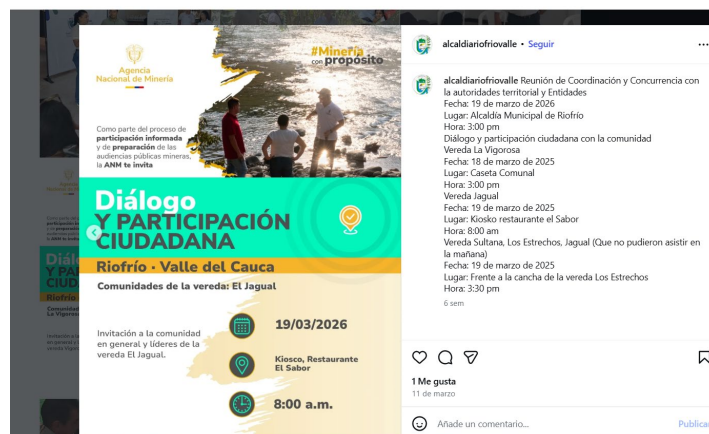 Agencia
Nacional de Minería
#Minería
con propósito
Como parte del proceso de
participación informada
y de preparación de las
audiencias públicas mineras,
la ANM te invita
Diálogo
Y PARTICIPACIÓN
CIUDADANA
Riofrío · Valle del Cauca
Comunidades de la vereda: El Jagual
Invitación a la comunidad
en general y líderes de la
vereda El Jagual.
19/03/2026
Kiosco, Restaurante
El Sabor
8:00 a.m.
alcaldiariofriovalle • Seguir
alcaldiariofriovalle Reunión de Coordinación y Concurrencia con
la autoridades territorial y Entidades
Fecha: 19 de marzo de 2026
Lugar: Alcaldía Municipal de Riofrío
Hora: 3:00 pm
Diálogo y participación ciudadana con la comunidad
Vereda La Vigorosa
Fecha: 18 de marzo de 2025
Lugar: Caseta Comunal
Hora: 3:00 pm
Vereda Jagual
Fecha: 19 de marzo de 2025
Lugar: Kiosko restaurante el Sabor
Hora: 8:00 am
Vereda Sultana, Los Estrechos, Jagual (Que no pudieron asistir en
la mañana)
Fecha: 19 de marzo de 2025
Lugar: Frente a la cancha de la vereda Los Estrechos
Hora: 3:30 pm
6 sem
1 Me gusta
11 de marzo
Añade un comentario...
Publicar